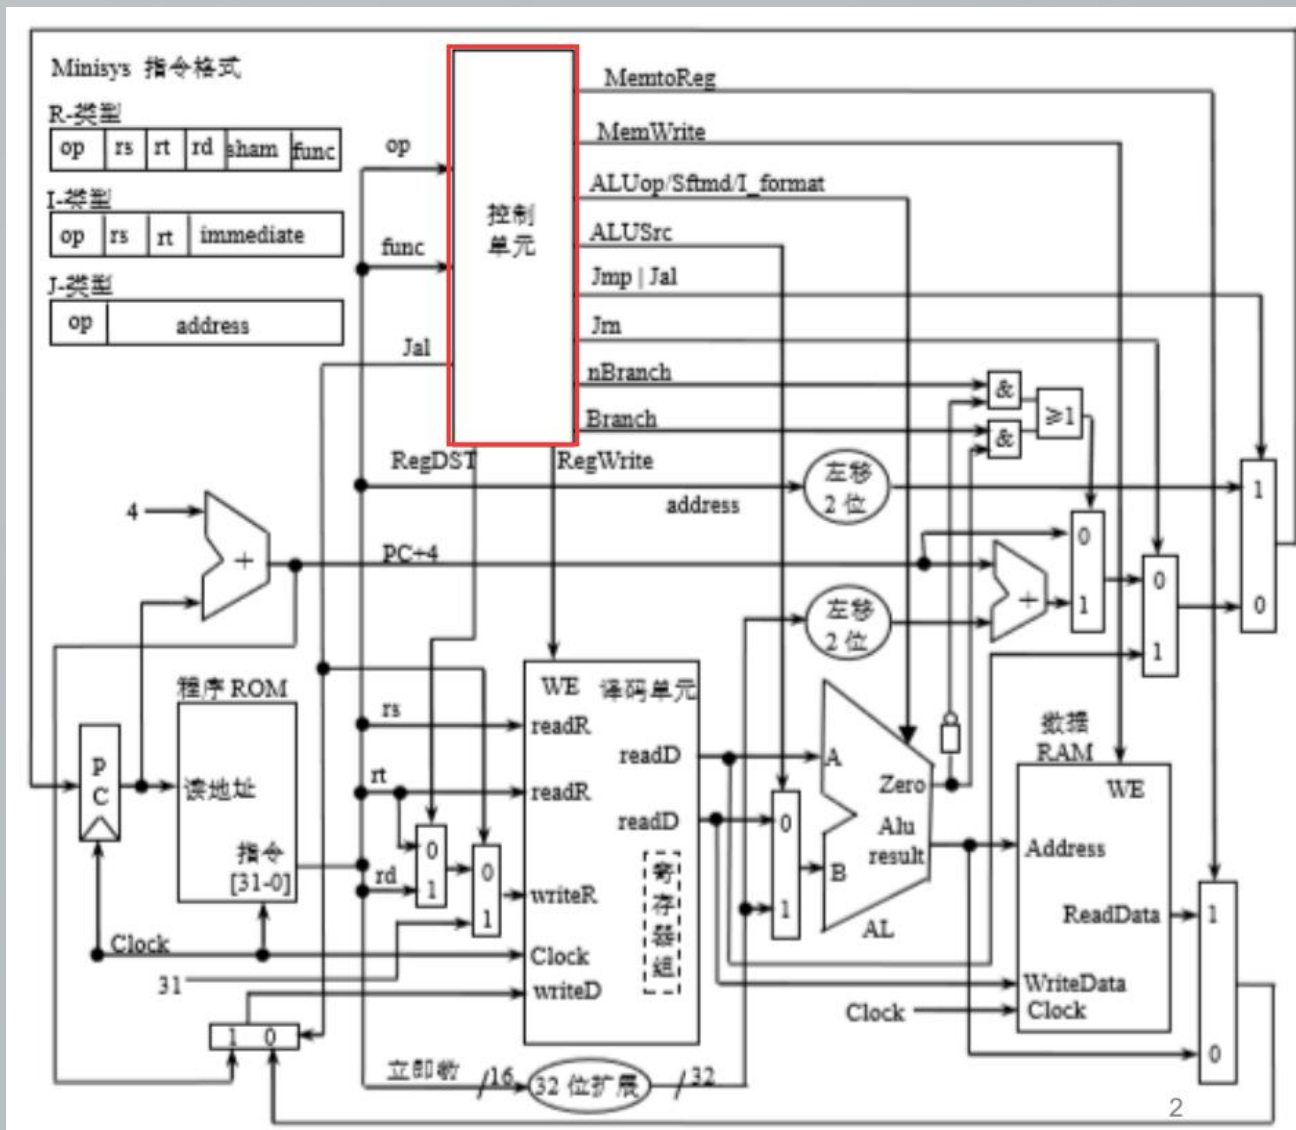 Minisys 指令格式
R-类型
op rs rt rd sham func
I-类型
op rs rt immediate
J-类型
op address
op
func
Jal
控制
单元
MemtoReg
MemWrite
ALUop/Sftmd/I_format
ALUSrc
Jmp | Jal
Jrn
nBranch
Branch
&
&
≥1
RegDST
RegWrite
address
左移
2 位
1
0
4
+
PC+4
0
1
+
0
1
左移
2 位
程序 ROM
读地址
指令
[31-0]
P
C
Clock
31
1 0
rs
rt
rd
0
1
0
1
WE 译码单元
readR
readD
readR
readD
writeR
Clock
writeD
寄
存
器
组
0
1
A
B
Zero
Alu
result
AL
数据
RAM
WE
Address
ReadData
WriteData
Clock
Clock
1
0
立即数
/16
32 位扩展
/32
2